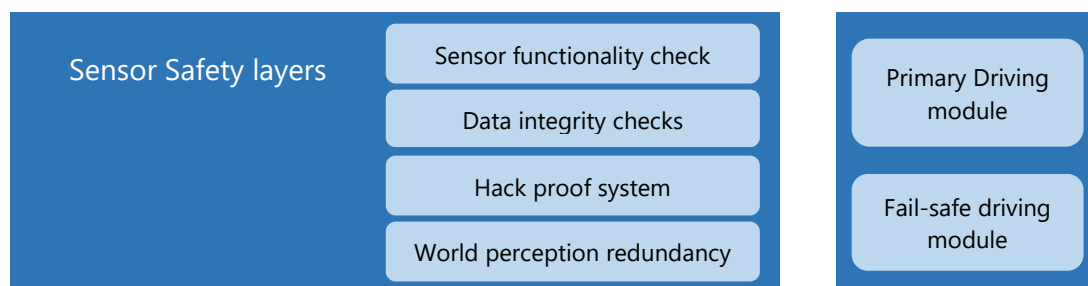 Sensor Safety layers
Sensor functionality check
Data integrity checks
Hack proof system
World perception redundancy
Primary Driving
module
Fail-safe driving
module